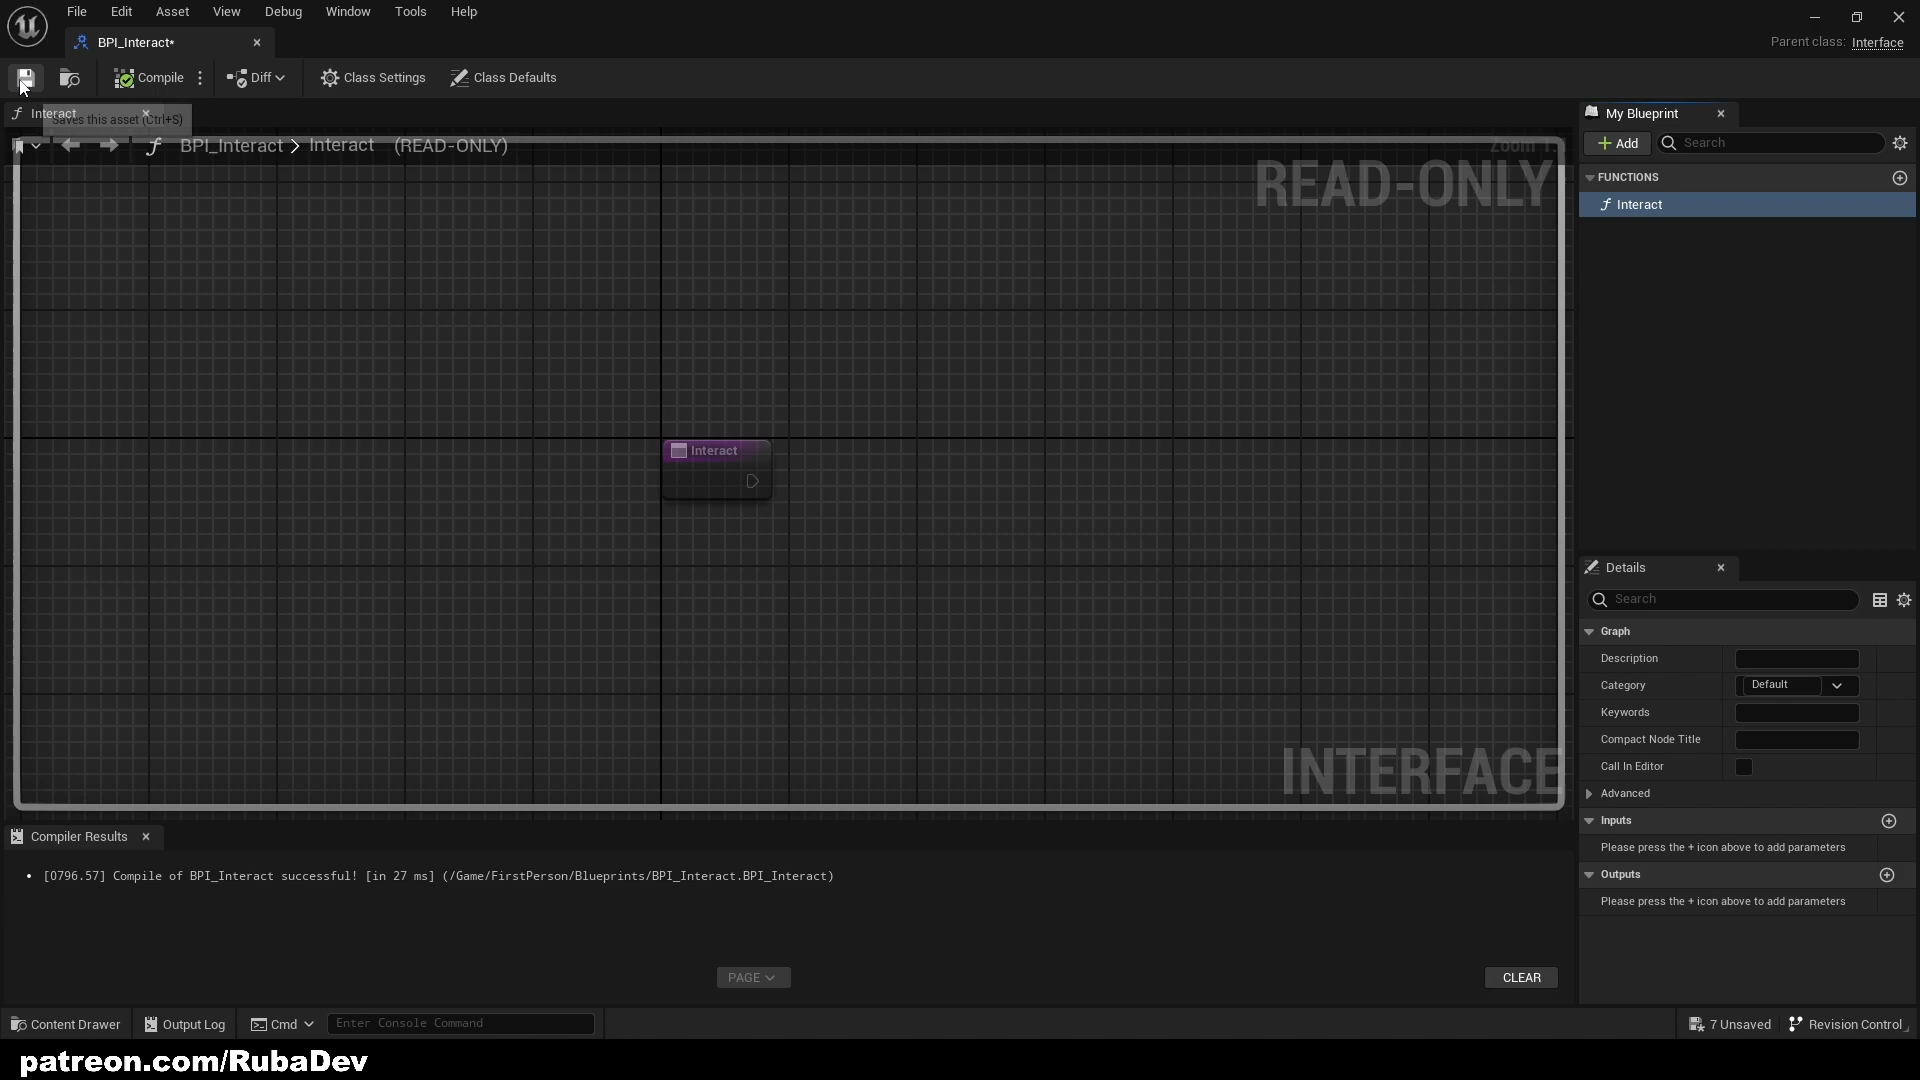 File Edit Asset View Debug Window Tools Help
BPI_Interact*
Parent class: Interface
Compile Diff Class Settings Class Defaults
Interact
Saves this asset (Ctrl+S)
BPI_Interact > Interact (READ-ONLY)
Zoom 1:1
READ-ONLY
Interact
INTERFACE
My Blueprint
Add Search
FUNCTIONS
Interact
Details
Search
Graph
Description
Category Default
Keywords
Compact Node Title
Call In Editor
Advanced
Inputs
Please press the + icon above to add parameters
Outputs
Please press the + icon above to add parameters
Compiler Results
• [0796.57] Compile of BPI_Interact successful! [in 27 ms] (/Game/FirstPerson/Blueprints/BPI_Interact.BPI_Interact)
PAGE CLEAR
Content Drawer Output Log Cmd Enter Console Command 7 Unsaved Revision Control
patreon.com/RubaDev